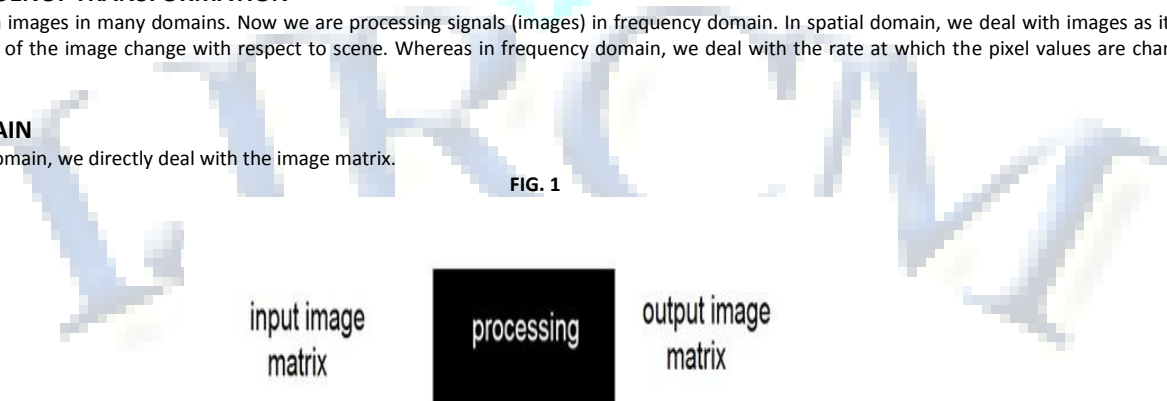 images in many domains. Now we are processing signals (images) in frequency domain. In spatial domain, we deal with images as it
of the image change with respect to scene. Whereas in frequency domain, we deal with the rate at which the pixel values are
we directly deal with the image matrix.
FIG. 1
input image
matrix
processing
output image
matrix